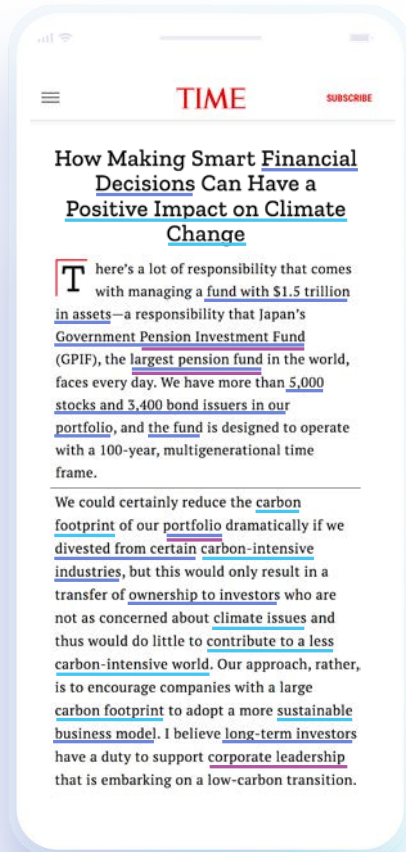 TIME
SUBSCRIBE
How Making Smart Financial
Decisions Can Have a
Positive Impact on Climate
Change
There's a lot of responsibility that comes
with managing a fund with $1.5 trillion
in assets—a responsibility that Japan's
Government Pension Investment Fund
(GPIF), the largest pension fund in the world,
faces every day. We have more than 5,000
stocks and 3,400 bond issuers in our
portfolio, and the fund is designed to operate
with a 100-year, multigenerational time
frame.
We could certainly reduce the carbon
footprint of our portfolio dramatically if we
divested from certain carbon-intensive
industries, but this would only result in a
transfer of ownership to investors who are
not as concerned about climate issues and
thus would do little to contribute to a less
carbon-intensive world. Our approach, rather,
is to encourage companies with a large
carbon footprint to adopt a more sustainable
business model. I believe long-term investors
have a duty to support corporate leadership
that is embarking on a low-carbon transition.